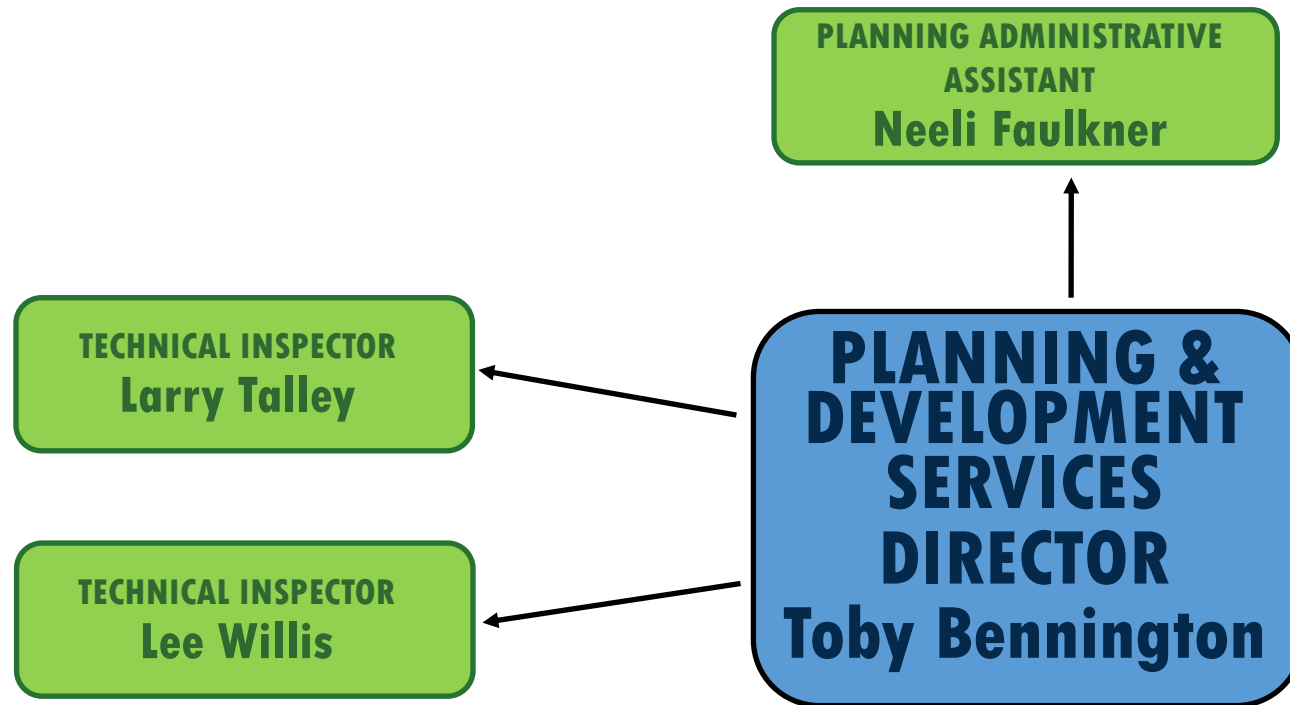 PLANNING ADMINISTRATIVE
ASSISTANT
Neeli Faulkner
TECHNICAL INSPECTOR
Larry Talley
PLANNING &
DEVELOPMENT
SERVICES
DIRECTOR
Toby Bennington
TECHNICAL INSPECTOR
Lee Willis